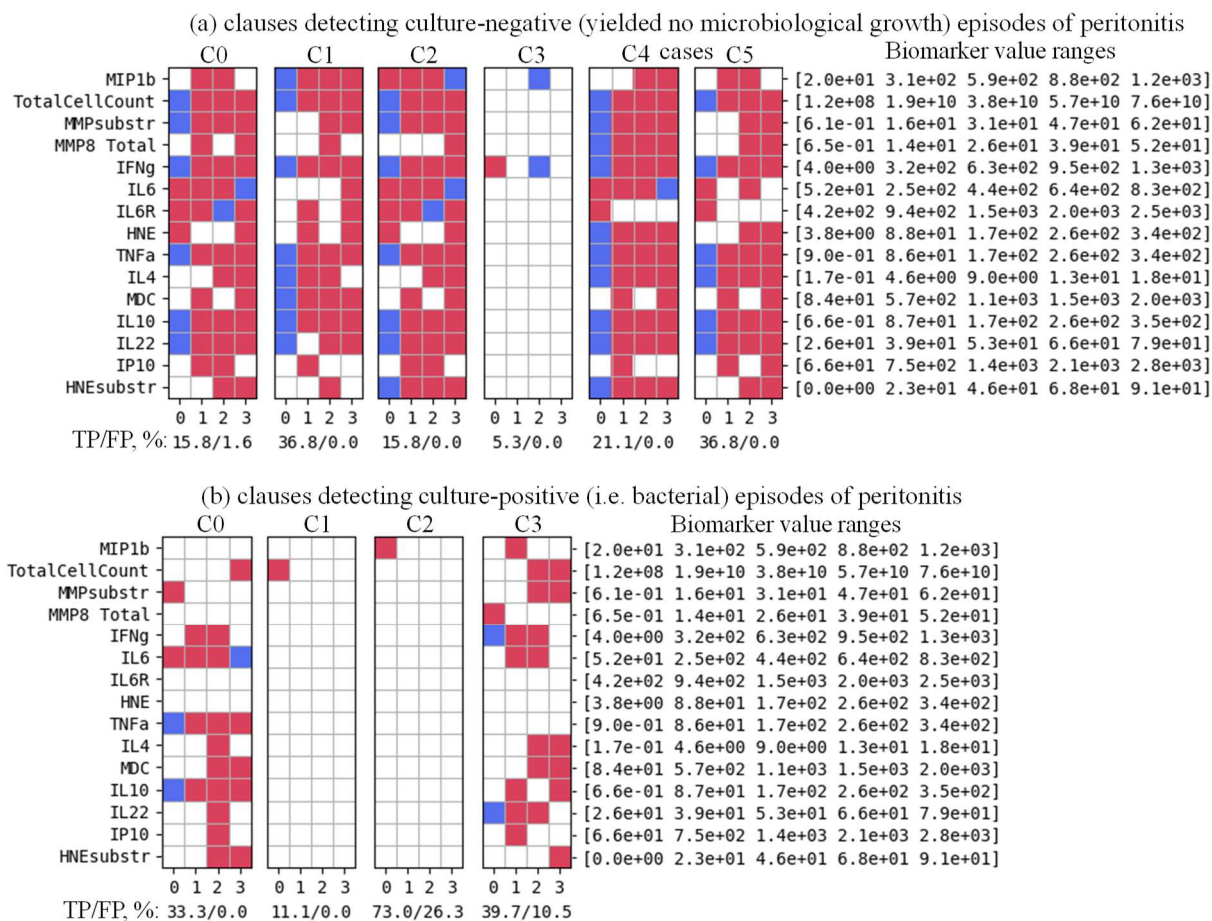 (a) clauses detecting culture-negative (yielded no microbiological growth) episodes of peritonitis
C0 C1 C2 C3 C4 cases C5 Biomarker value ranges
MIP1b [2.0e+01 3.1e+02 5.9e+02 8.8e+02 1.2e+03]
TotalCellCount [1.2e+08 1.9e+10 3.8e+10 5.7e+10 7.6e+10]
MMPsubstr [6.1e-01 1.6e+01 3.1e+01 4.7e+01 6.2e+01]
MMP8 Total [6.5e-01 1.4e+01 2.6e+01 3.9e+01 5.2e+01]
IFNg [4.0e+00 3.2e+02 6.3e+02 9.5e+02 1.3e+03]
IL6 [5.2e+01 2.5e+02 4.4e+02 6.4e+02 8.3e+02]
IL6R [4.2e+02 9.4e+02 1.5e+03 2.0e+03 2.5e+03]
HNE [3.8e+00 8.8e+01 1.7e+02 2.6e+02 3.4e+02]
TNFa [9.0e-01 8.6e+01 1.7e+02 2.6e+02 3.4e+02]
IL4 [1.7e-01 4.6e+00 9.0e+00 1.3e+01 1.8e+01]
MDC [8.4e+01 5.7e+02 1.1e+03 1.5e+03 2.0e+03]
IL10 [6.6e-01 8.7e+01 1.7e+02 2.6e+02 3.5e+02]
IL22 [2.6e+01 3.9e+01 5.3e+01 6.6e+01 7.9e+01]
IP10 [6.6e+01 7.5e+02 1.4e+03 2.1e+03 2.8e+03]
HNEsubstr [0.0e+00 2.3e+01 4.6e+01 6.8e+01 9.1e+01]
0 1 2 3 0 1 2 3 0 1 2 3 0 1 2 3 0 1 2 3 0 1 2 3
TP/FP, %: 15.8/1.6 36.8/0.0 15.8/0.0 5.3/0.0 21.1/0.0 36.8/0.0
(b) clauses detecting culture-positive (i.e. bacterial) episodes of peritonitis
C0 C1 C2 C3 Biomarker value ranges
MIP1b [2.0e+01 3.1e+02 5.9e+02 8.8e+02 1.2e+03]
TotalCellCount [1.2e+08 1.9e+10 3.8e+10 5.7e+10 7.6e+10]
MMPsubstr [6.1e-01 1.6e+01 3.1e+01 4.7e+01 6.2e+01]
MMP8 Total [6.5e-01 1.4e+01 2.6e+01 3.9e+01 5.2e+01]
IFNg [4.0e+00 3.2e+02 6.3e+02 9.5e+02 1.3e+03]
IL6 [5.2e+01 2.5e+02 4.4e+02 6.4e+02 8.3e+02]
IL6R [4.2e+02 9.4e+02 1.5e+03 2.0e+03 2.5e+03]
HNE [3.8e+00 8.8e+01 1.7e+02 2.6e+02 3.4e+02]
TNFa [9.0e-01 8.6e+01 1.7e+02 2.6e+02 3.4e+02]
IL4 [1.7e-01 4.6e+00 9.0e+00 1.3e+01 1.8e+01]
MDC [8.4e+01 5.7e+02 1.1e+03 1.5e+03 2.0e+03]
IL10 [6.6e-01 8.7e+01 1.7e+02 2.6e+02 3.5e+02]
IL22 [2.6e+01 3.9e+01 5.3e+01 6.6e+01 7.9e+01]
IP10 [6.6e+01 7.5e+02 1.4e+03 2.1e+03 2.8e+03]
HNEsubstr [0.0e+00 2.3e+01 4.6e+01 6.8e+01 9.1e+01]
0 1 2 3 0 1 2 3 0 1 2 3 0 1 2 3
TP/FP, %: 33.3/0.0 11.1/0.0 73.0/26.3 39.7/10.5